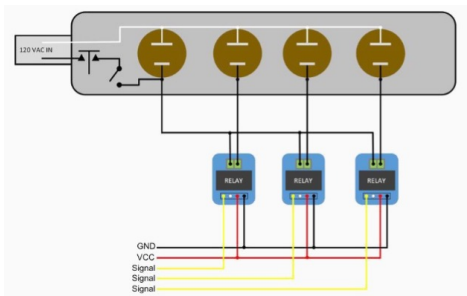 120 VAC IN
RELAY
RELAY
RELAY
GND
VCC
Signal
Signal
Signal